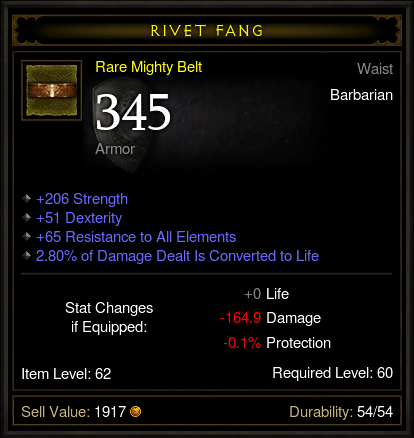 RIVET FANG
Rare Mighty Belt
Waist
345
Barbarian
Armor
+206 Strength
+51 Dexterity
+65 Resistance to All Elements
2.80% of Damage Dealt Is Converted to Life
Stat Changes
if Equipped:
+0 Life
-164.9 Damage
-0.1% Protection
Item Level: 62
Required Level: 60
Sell Value: 1917
Durability: 54/54